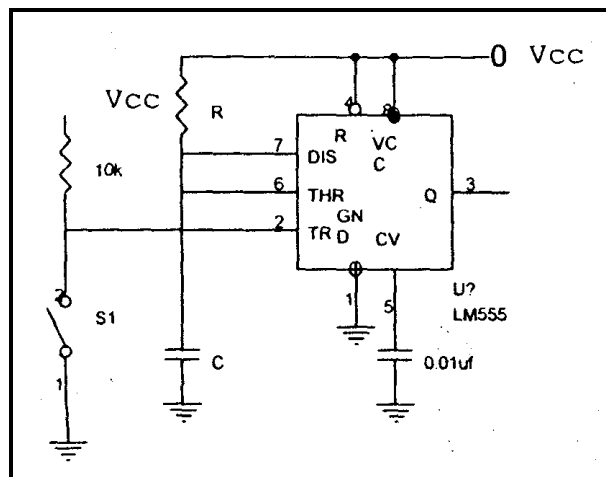 Vcc
Vcc
R
4
8
R
VC
C
10k
7
DIS
6
THR
Q
3
GN
D
2
TR
CV
2
S1
1
1
5
U?
LM555
C
0.01uf